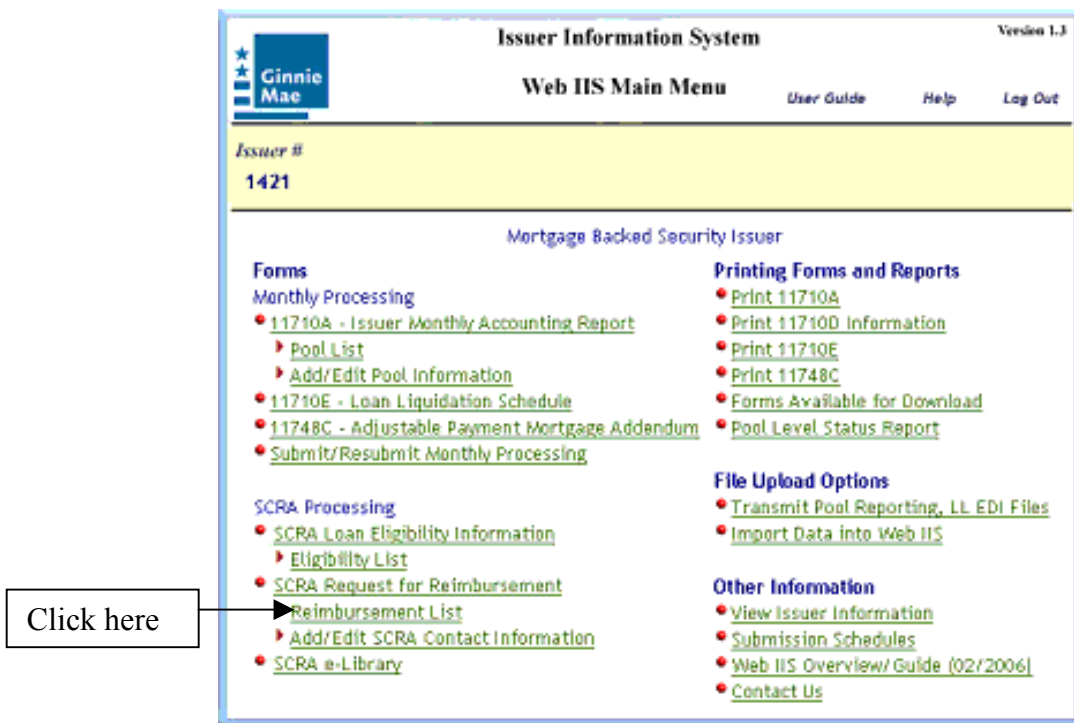 Issuer Information System
Version 1.3
Ginnie
Mae
Web IIS Main Menu
User Guide
Help
Log Out
Issuer #
1421
Mortgage Backed Security Issuer
Forms
Monthly Processing
11710A - Issuer Monthly Accounting Report
Pool List
Add/Edit Pool Information
11710E - Loan Liquidation Schedule
11748C - Adjustable Payment Mortgage Addendum
Submit/Resubmit Monthly Processing
SCRA Processing
SCRA Loan Eligibility Information
Eligibility List
SCRA Request for Reimbursement
Click here
Reimbursement List
Add/Edit SCRA Contact Information
SCRA e-Library
Printing Forms and Reports
Print 11710A
Print 11710D Information
Print 11710E
Print 11748C
Forms Available for Download
Pool Level Status Report
File Upload Options
Transmit Pool Reporting, LL EDI Files
Import Data into Web IIS
Other Information
View Issuer Information
Submission Schedules
Web IIS Overview/Guide (02/2006)
Contact Us